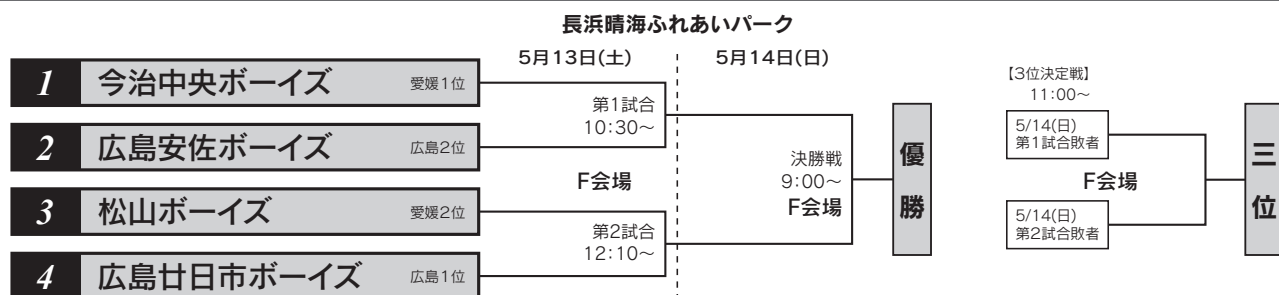 長浜晴海ふれあいパーク
5月13日(土)
5月14日(日)
1 今治中央ボーイズ 愛媛1位
2 広島安佐ボーイズ 広島2位
3 松山ボーイズ 愛媛2位
4 広島廿日市ボーイズ 広島1位
第1試合
10:30～
F会場
第2試合
12:10～
決勝戦
9:00～
F会場
優勝
【3位決定戦】
11:00～
5/14(日)
第1試合敗者
F会場
5/14(日)
第2試合敗者
三位